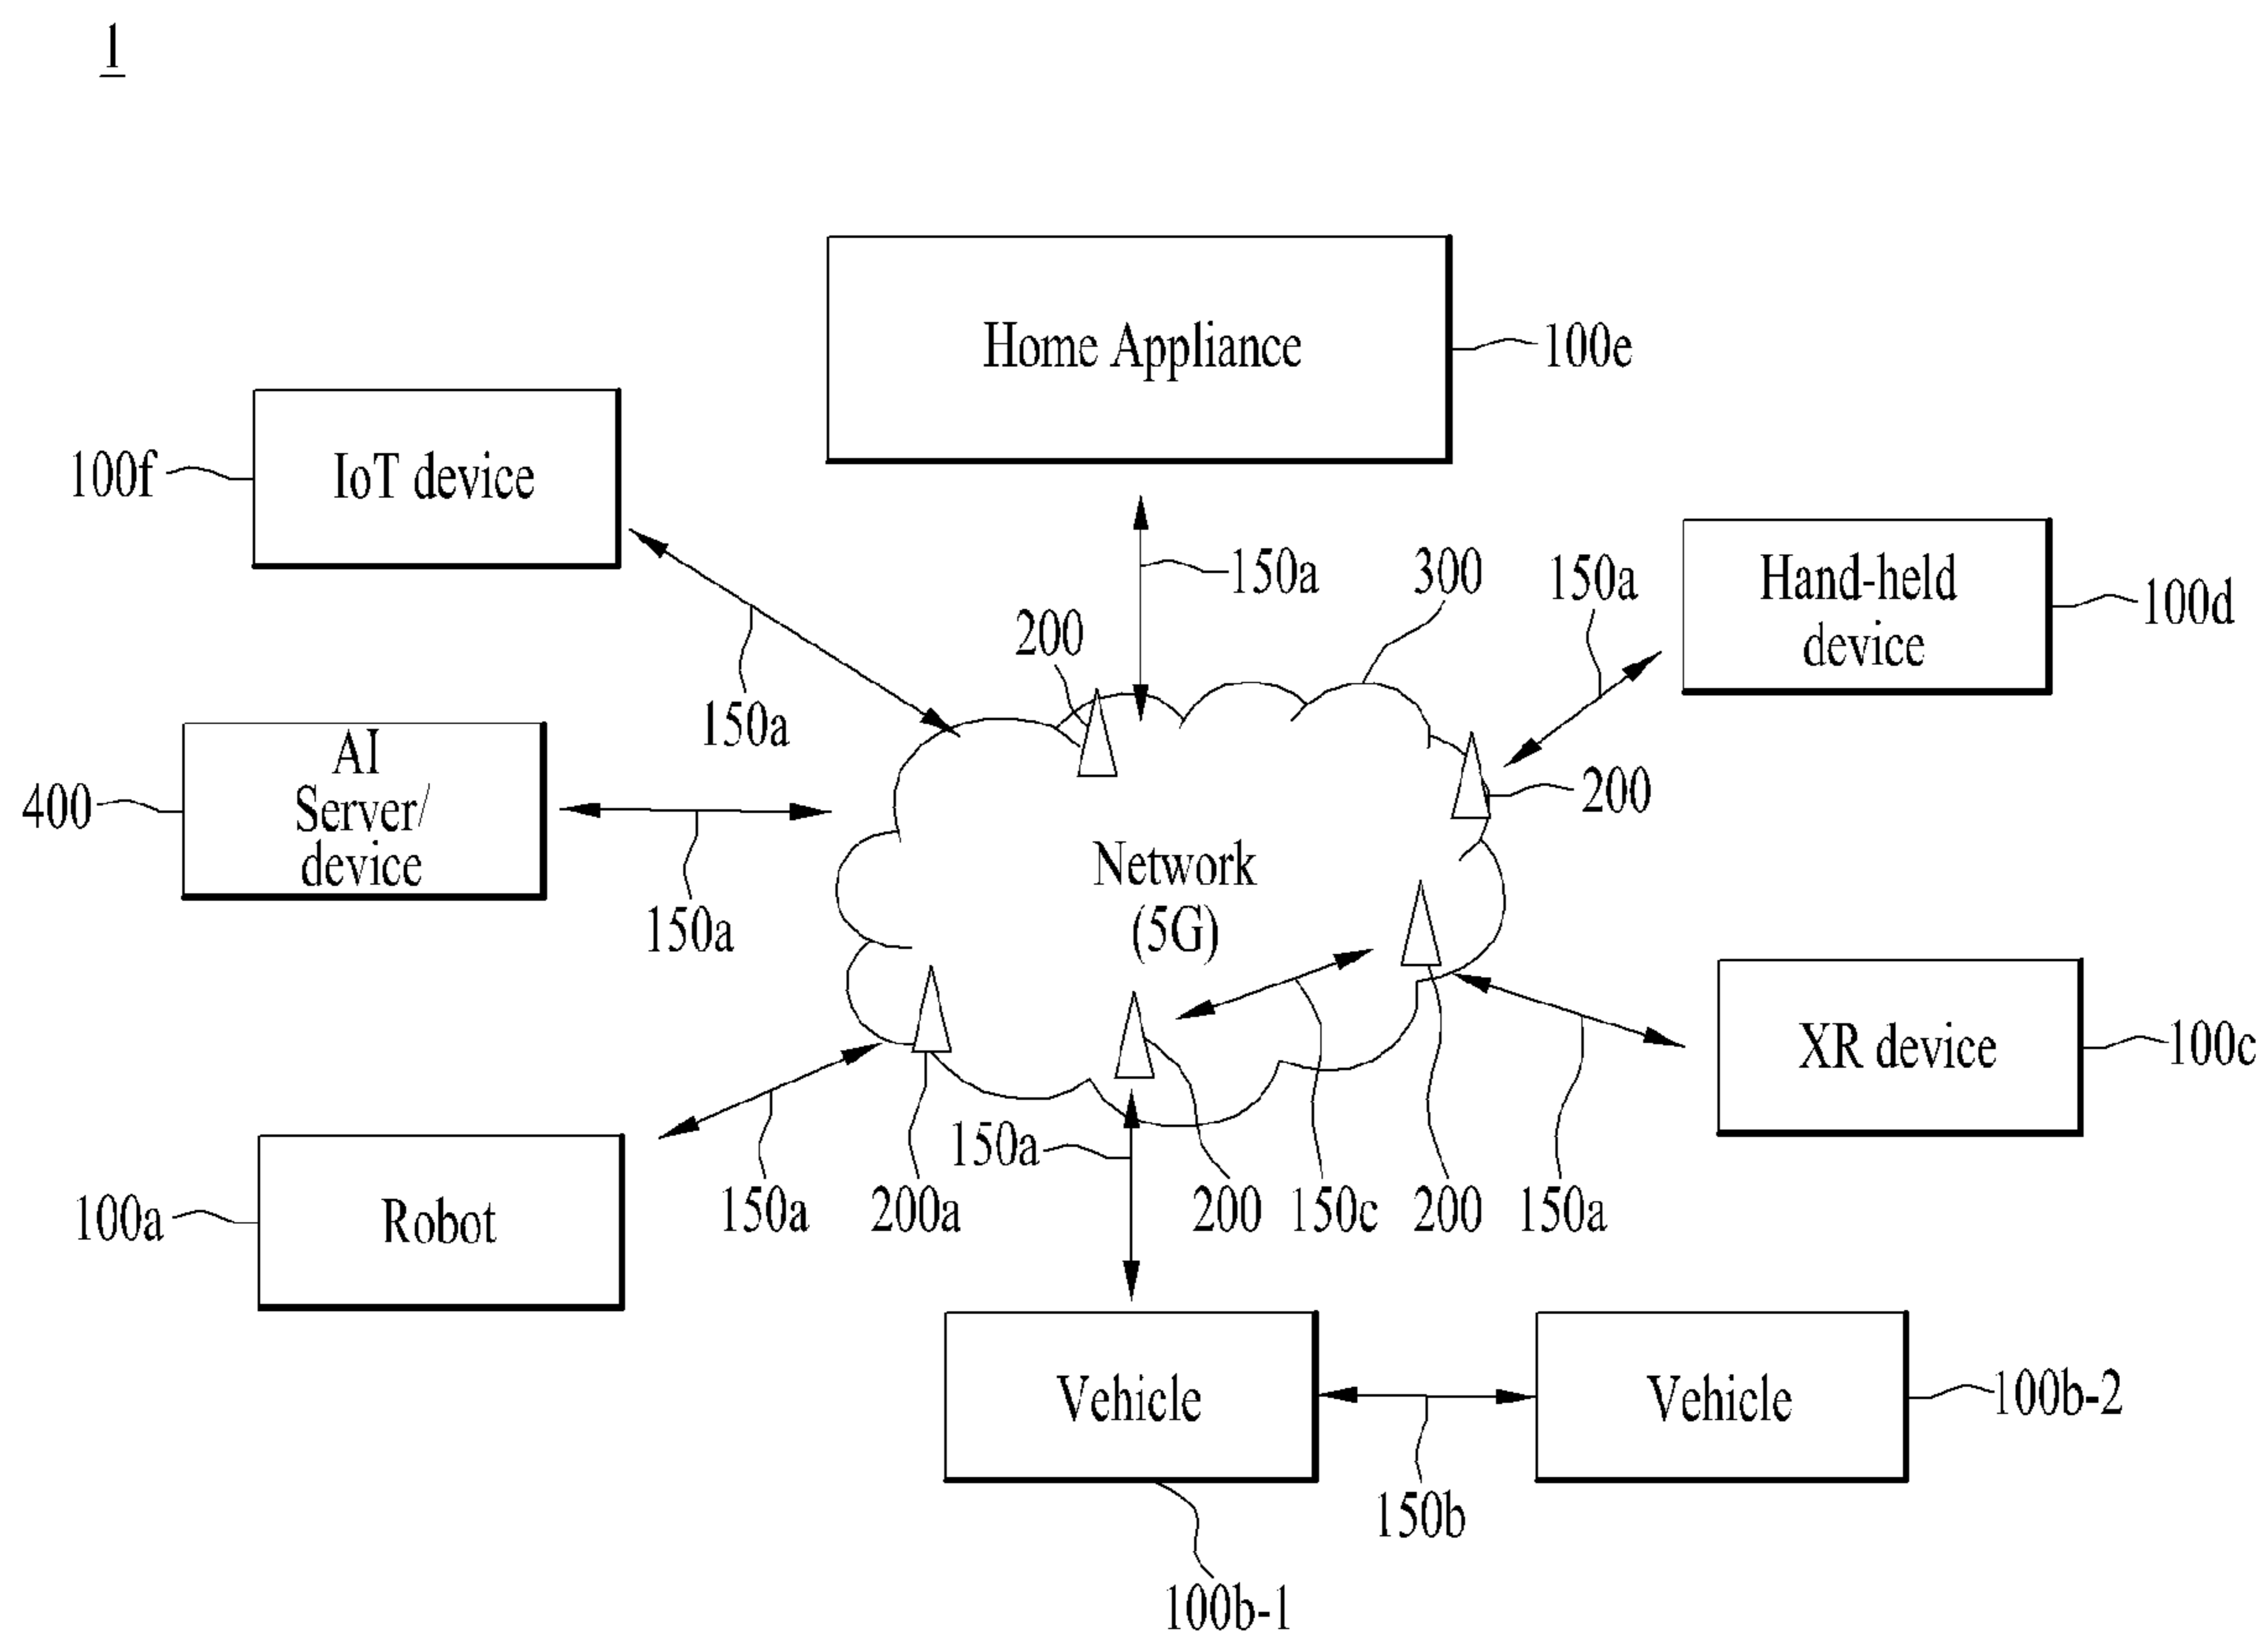 1
Home Appliance
100e
IoT device
100f
150a
300
150a
Hand-held
device
100d
200
150a
AI
Server/
device
400
200
150a
Network
(5G)
XR device
100c
150a
Robot
100a
150a
200a
200
150c
200
150a
Vehicle
Vehicle
100b-2
150b
100b-1